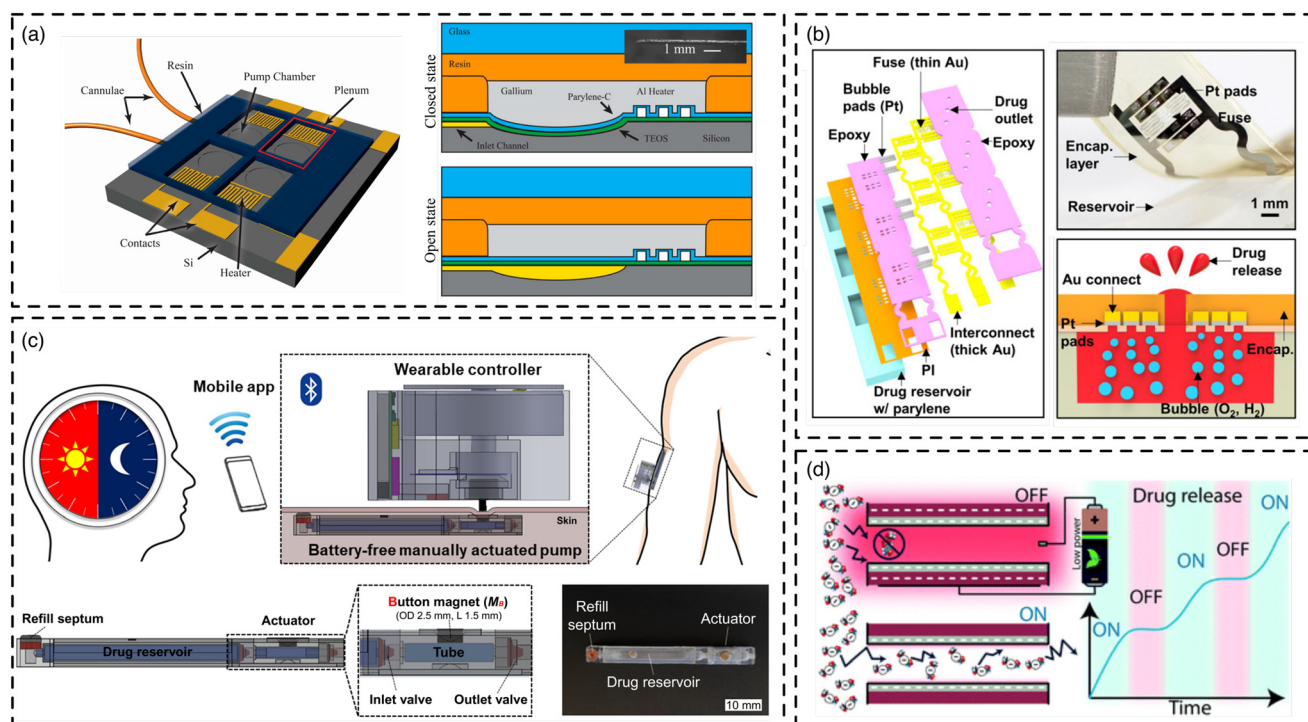 (a)
Resin
Pump Chamber
Plenum
Cannulae
Contacts
Si
Heater
Closed state
Glass
1 mm
Resin
Gallium
Parylene-C
Al Heater
Inlet Channel
TEOS
Silicon
Open state
(b)
Fuse (thin Au)
Bubble
pads (Pt)
Drug
outlet
Epoxy
Epoxy
Interconnect
(thick Au)
PI
Drug reservoir
w/ parylene
Pt pads
Fuse
Encap.
layer
Reservoir
1 mm
Drug
release
Au connect
Pt
pads
Encap.
Bubble (O₂, H₂)
(c)
Mobile app
Wearable controller
Skin
Battery-free manually actuated pump
Refill septum
Actuator
Drug reservoir
Button magnet (M_B)
(OD 2.5 mm, L 1.5 mm)
Tube
Inlet valve
Outlet valve
Refill
septum
Actuator
Drug reservoir
10 mm
(d)
OFF
Low power
+
ON
Drug release
ON
OFF
ON
OFF
ON
Time